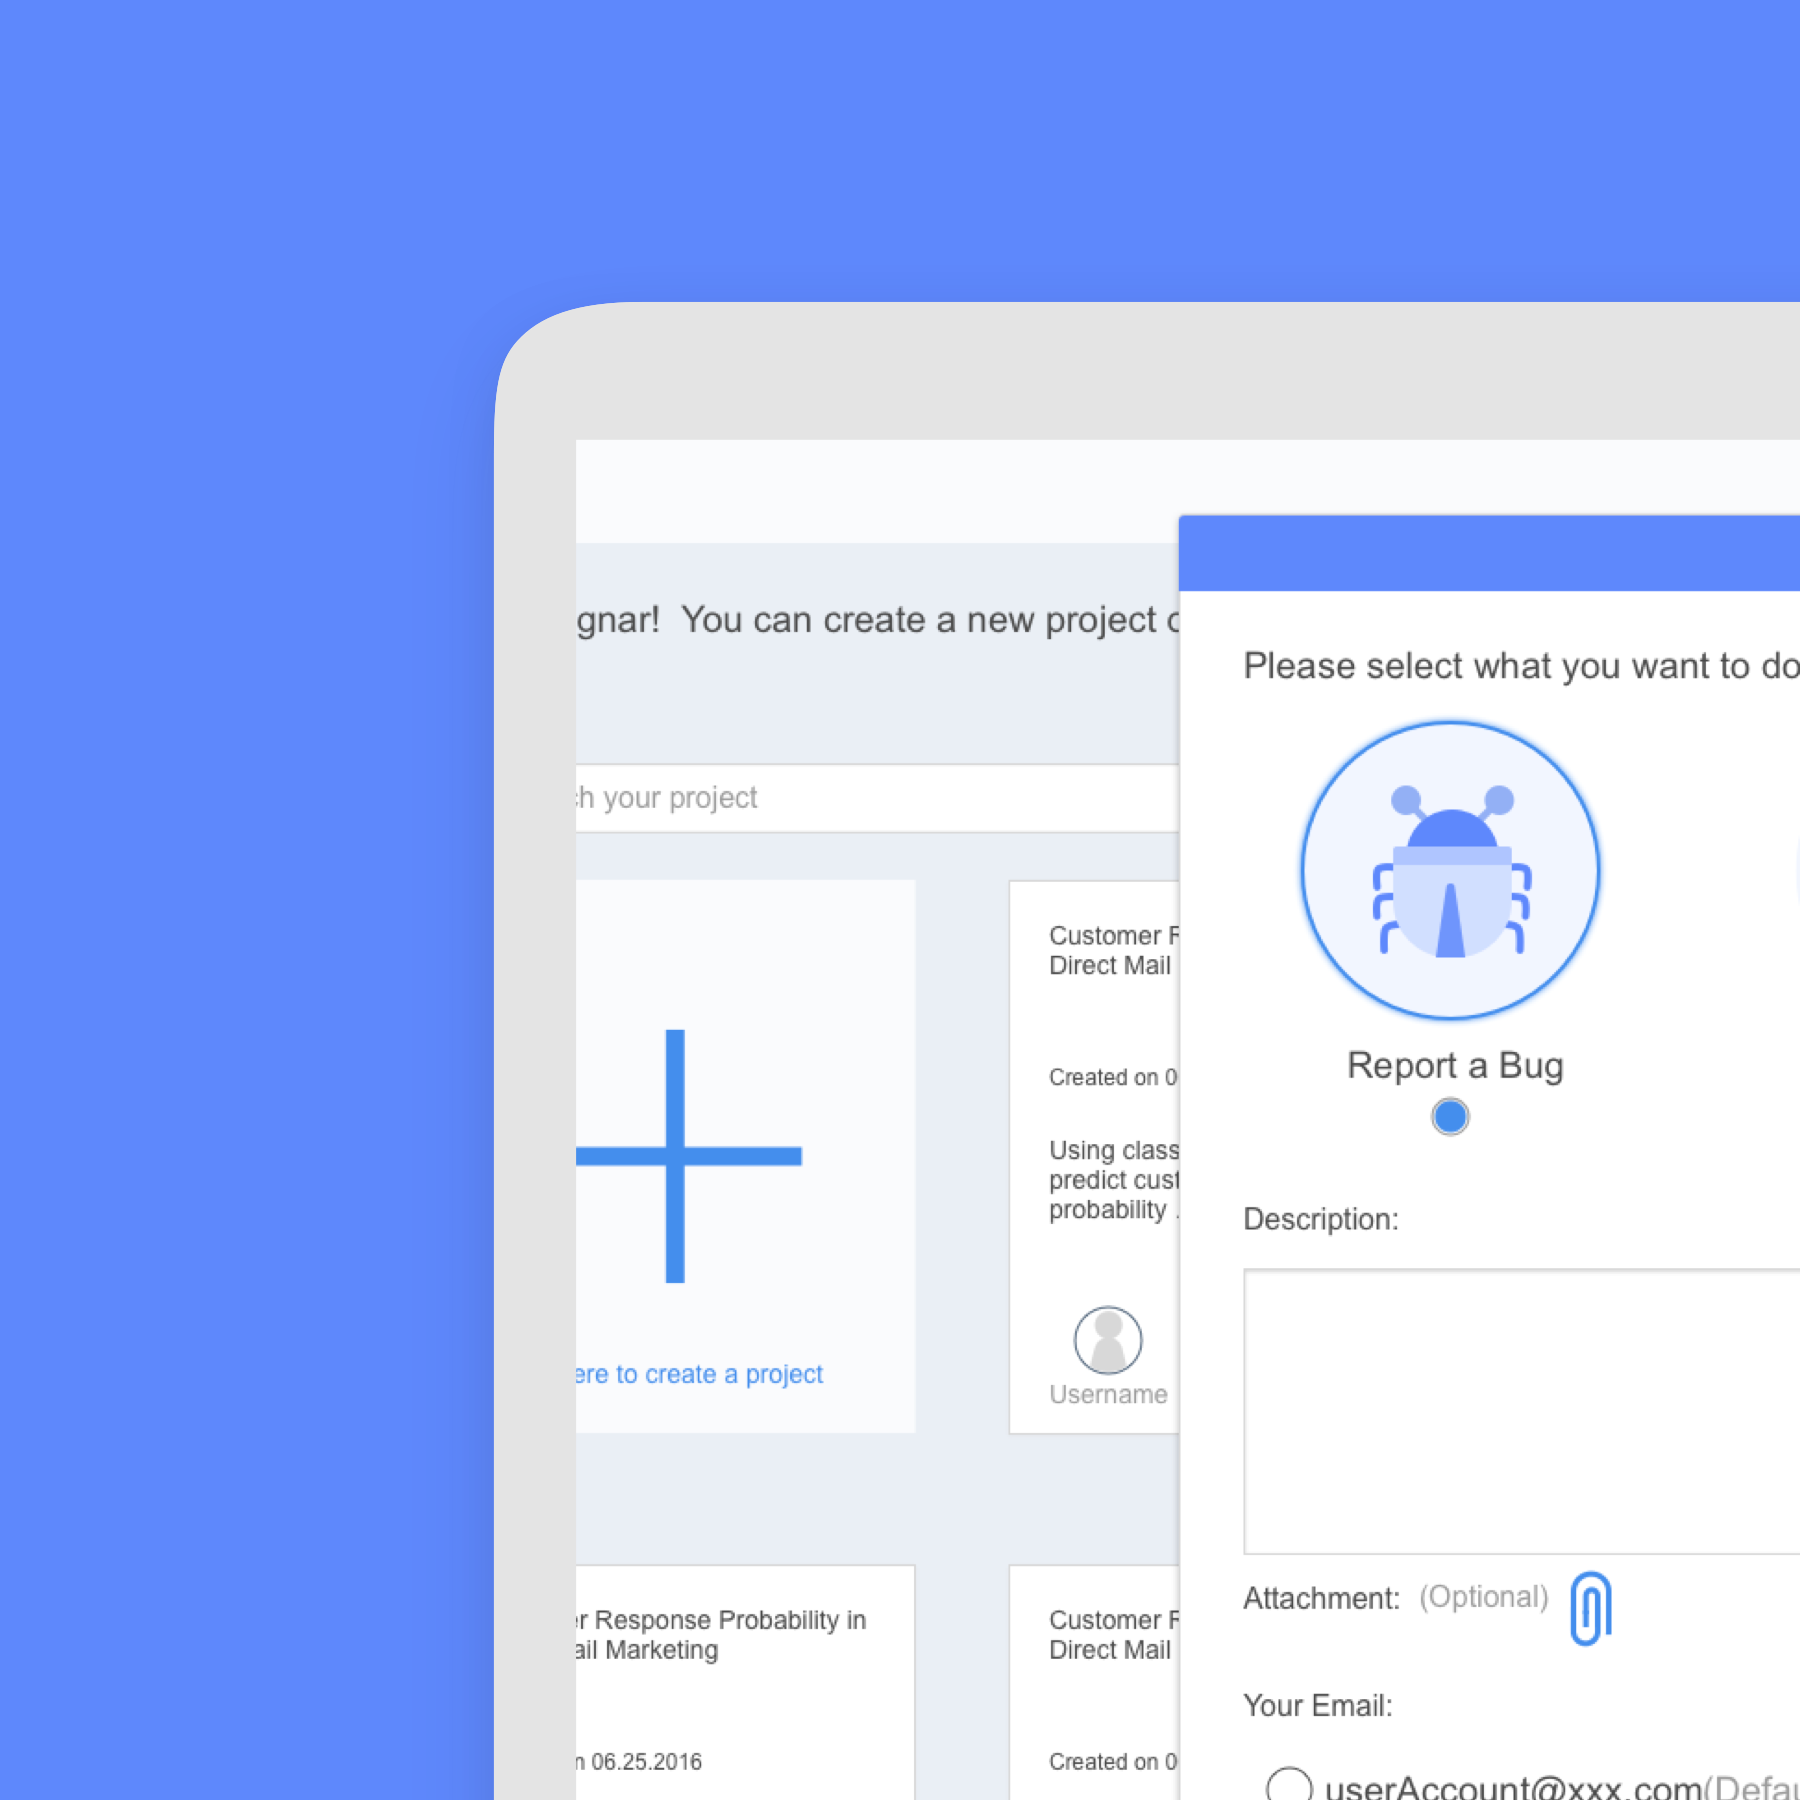 gnar! You can create a new project
your project
to create a project
Customer
Direct Mail
Created on 0
Using class
predict cust
probability .
Username
Response Probability in
Marketing
06.25.2016
Customer
Direct Mail
Created on 0
Please select what you want to do
Report a Bug
Description:
Attachment: (Optional)
Your Email:
userAccount@xxx.com(Defau